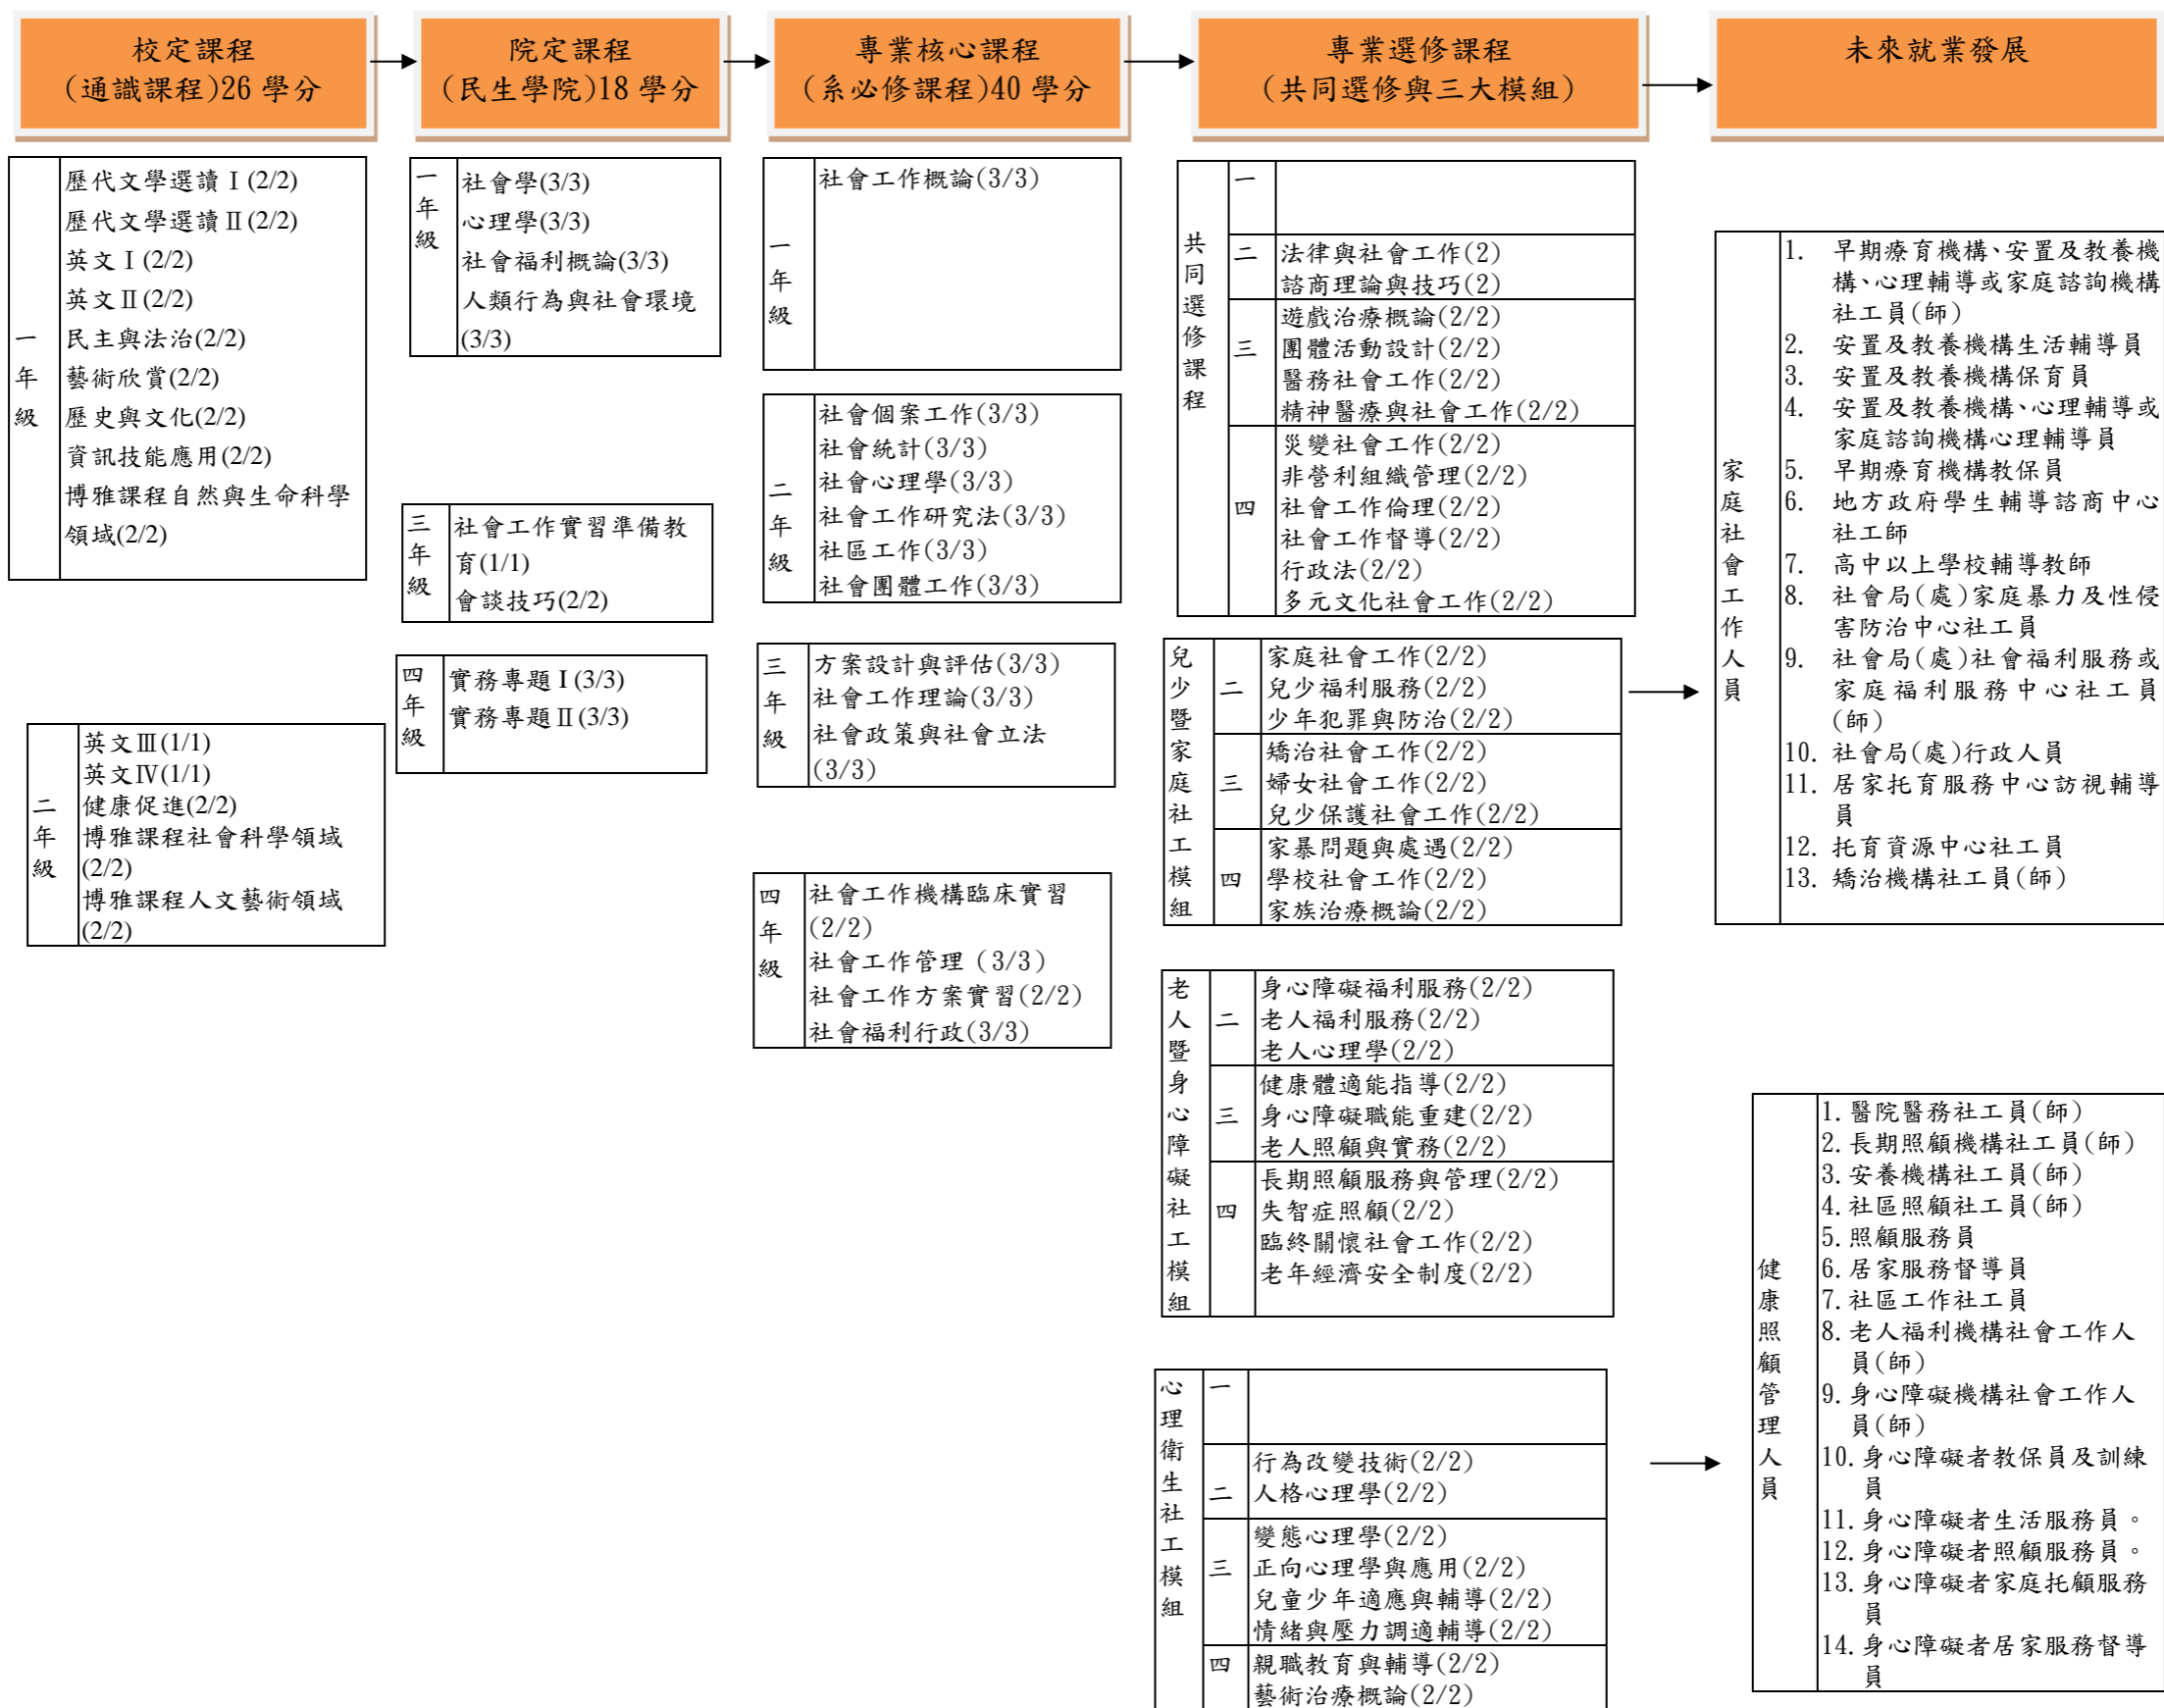 校定課程
(通識課程)26 學分
院定課程
(民生學院)18 學分
專業核心課程
(系必修課程)40 學分
專業選修課程
(共同選修與三大模組)
未來就業發展
一年級
歷代文學選讀Ⅰ(2/2)
歷代文學選讀Ⅱ(2/2)
英文Ⅰ(2/2)
英文Ⅱ(2/2)
民主與法治(2/2)
藝術欣賞(2/2)
歷史與文化(2/2)
資訊技能應用(2/2)
博雅課程自然與生命科學
領域(2/2)
二年級
英文Ⅲ(1/1)
英文Ⅳ(1/1)
健康促進(2/2)
博雅課程社會科學領域
(2/2)
博雅課程人文藝術領域
(2/2)
一年級
社會學(3/3)
心理學(3/3)
社會福利概論(3/3)
人類行為與社會環境
(3/3)
三年級
社會工作實習準備教
育(1/1)
會談技巧(2/2)
四年級
實務專題Ⅰ(3/3)
實務專題Ⅱ(3/3)
一年級
社會工作概論(3/3)
二年級
社會個案工作(3/3)
社會統計(3/3)
社會心理學(3/3)
社會工作研究法(3/3)
社區工作(3/3)
社會團體工作(3/3)
三年級
方案設計與評估(3/3)
社會工作理論(3/3)
社會政策與社會立法
(3/3)
四年級
社會工作機構臨床實習
(2/2)
社會工作管理 (3/3)
社會工作方案實習(2/2)
社會福利行政(3/3)
共同選修課程
一
二
法律與社會工作(2)
諮商理論與技巧(2)
三
遊戲治療概論(2/2)
團體活動設計(2/2)
醫務社會工作(2/2)
精神醫療與社會工作(2/2)
四
災變社會工作(2/2)
非營利組織管理(2/2)
社會工作倫理(2/2)
社會工作督導(2/2)
行政法(2/2)
多元文化社會工作(2/2)
兒少暨家庭社工模組
二
家庭社會工作(2/2)
兒少福利服務(2/2)
少年犯罪與防治(2/2)
三
矯治社會工作(2/2)
婦女社會工作(2/2)
兒少保護社會工作(2/2)
四
家暴問題與處遇(2/2)
學校社會工作(2/2)
家族治療概論(2/2)
老人暨身心障礙社工模組
二
身心障礙福利服務(2/2)
老人福利服務(2/2)
老人心理學(2/2)
三
健康體適能指導(2/2)
身心障礙職能重建(2/2)
老人照顧與實務(2/2)
四
長期照顧服務與管理(2/2)
失智症照顧(2/2)
臨終關懷社會工作(2/2)
老年經濟安全制度(2/2)
心理衛生社工模組
一
二
行為改變技術(2/2)
人格心理學(2/2)
三
變態心理學(2/2)
正向心理學與應用(2/2)
兒童少年適應與輔導(2/2)
情緒與壓力調適輔導(2/2)
四
親職教育與輔導(2/2)
藝術治療概論(2/2)
家庭社會工作人員
1. 早期療育機構、安置及教養機
構、心理輔導或家庭諮詢機構
社工員(師)
2. 安置及教養機構生活輔導員
3. 安置及教養機構保育員
4. 安置及教養機構、心理輔導或
家庭諮詢機構心理輔導員
5. 早期療育機構教保員
6. 地方政府學生輔導諮商中心
社工師
7. 高中以上學校輔導教師
8. 社會局(處)家庭暴力及性侵
害防治中心社工員
9. 社會局(處)社會福利服務或
家庭福利服務中心社工員
(師)
10. 社會局(處)行政人員
11. 居家托育服務中心訪視輔導
員
12. 托育資源中心社工員
13. 矯治機構社工員(師)
健康照顧管理人員
1. 醫院醫務社工員(師)
2. 長期照顧機構社工員(師)
3. 安養機構社工員(師)
4. 社區照顧社工員(師)
5. 照顧服務員
6. 居家服務督導員
7. 社區工作社工員
8. 老人福利機構社會工作人
員(師)
9. 身心障礙機構社會工作人
員(師)
10. 身心障礙者教保員及訓練
員
11. 身心障礙者生活服務員。
12. 身心障礙者照顧服務員。
13. 身心障礙者家庭托顧服務
員
14. 身心障礙者居家服務督導
員